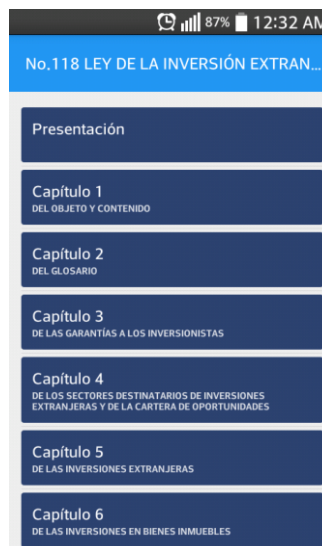 87% 12:32 AM
No.118 LEY DE LA INVERSIÓN EXTRAN...
Presentación
Capítulo 1
DEL OBJETO Y CONTENIDO
Capítulo 2
DEL GLOSARIO
Capítulo 3
DE LAS GARANTÍAS A LOS INVERSIONISTAS
Capítulo 4
DE LOS SECTORES DESTINATARIOS DE INVERSIONES
EXTRANJERAS Y DE LA CARTERA DE OPORTUNIDADES
Capítulo 5
DE LAS INVERSIONES EXTRANJERAS
Capítulo 6
DE LAS INVERSIONES EN BIENES INMUEBLES